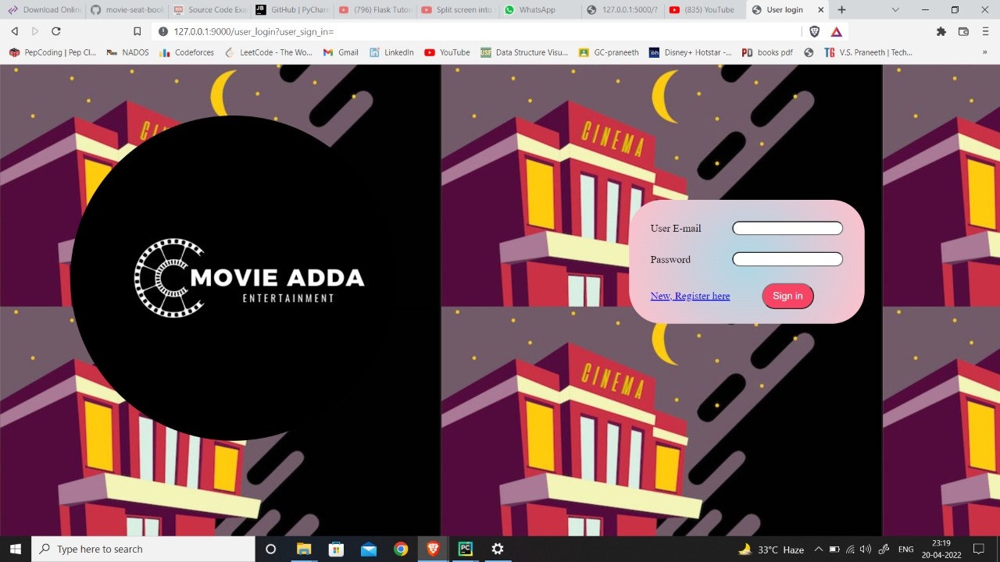 Download Onlin
movie-seat-book
Source Code Exa
GitHub | PyCharm
(796) Flask Tutori
Split screen into
WhatsApp
127.0.0.1:5000/?
(835) YouTube
User login
127.0.0.1:9000/user_login?user_sign_in=
PepCoding | Pep Cl...
NADOS
Codeforces
LeetCode - The Wo...
Gmail
LinkedIn
YouTube
Data Structure Visu...
GC-praneeth
Disney+ Hotstar -...
books pdf
V.S. Praneeth | Tech...
»
CINEMA
CINEMA
User E-mail
Password
New, Register here
Sign in
MOVIE ADDA
ENTERTAINMENT
CINEMA
Type here to search
33°C Haze
ENG
23:19
20-04-2022